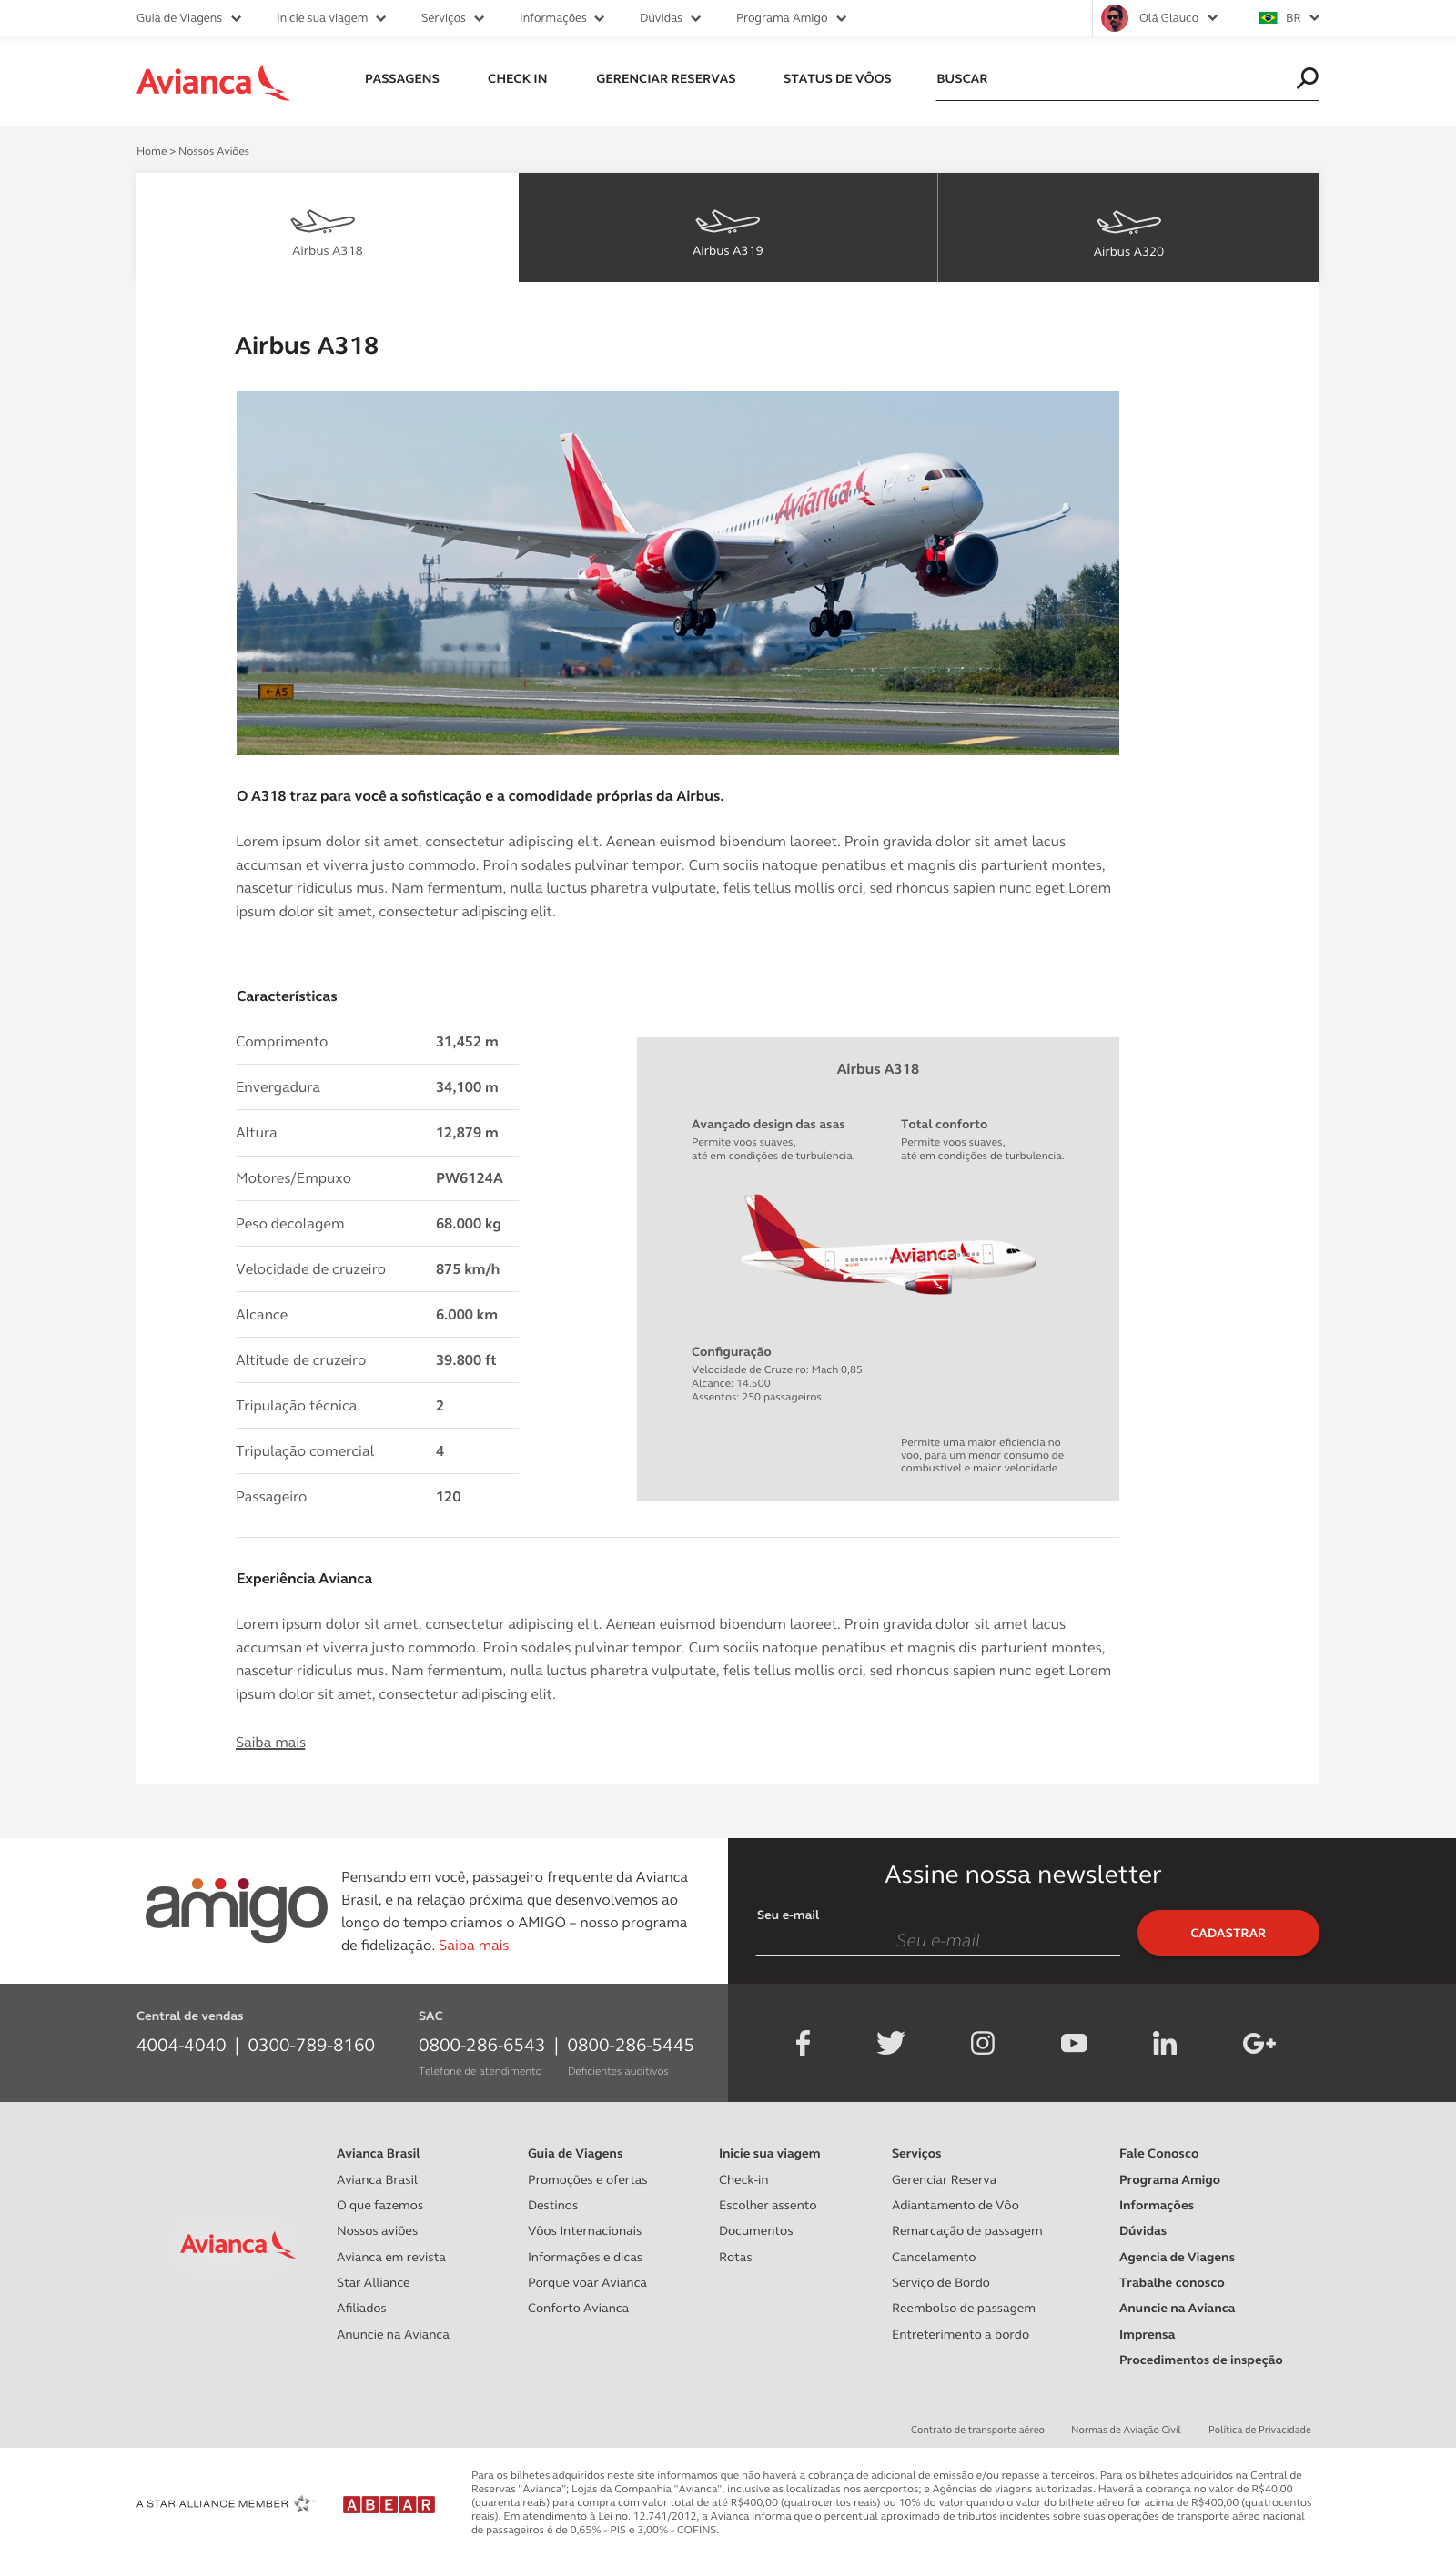 Guia de Viagens Inicie sua viagem Serviços Informações Dúvidas Programa Amigo Olá Glauco BR
Avianca PASSAGENS CHECK IN GERENCIAR RESERVAS STATUS DE VÔOS BUSCAR
Home > Nossos Aviões
Airbus A318 Airbus A319 Airbus A320
Airbus A318
Avianca
←A5
O A318 traz para você a sofisticação e a comodidade próprias da Airbus.
Lorem ipsum dolor sit amet, consectetur adipiscing elit. Aenean euismod bibendum laoreet. Proin gravida dolor sit amet lacus
accumsan et viverra justo commodo. Proin sodales pulvinar tempor. Cum sociis natoque penatibus et magnis dis parturient montes,
nascetur ridiculus mus. Nam fermentum, nulla luctus pharetra vulputate, felis tellus mollis orci, sed rhoncus sapien nunc eget.Lorem
ipsum dolor sit amet, consectetur adipiscing elit.
Características
Comprimento 31,452 m
Envergadura 34,100 m
Altura 12,879 m
Motores/Empuxo PW6124A
Peso decolagem 68.000 kg
Velocidade de cruzeiro 875 km/h
Alcance 6.000 km
Altitude de cruzeiro 39.800 ft
Tripulação técnica 2
Tripulação comercial 4
Passageiro 120
Airbus A318
Avançado design das asas
Permite voos suaves,
até em condições de turbulencia.
Total conforto
Permite voos suaves,
até em condições de turbulencia.
Avianca
Configuração
Velocidade de Cruzeiro: Mach 0,85
Alcance: 14.500
Assentos: 250 passageiros
Permite uma maior eficiencia no
voo, para um menor consumo de
combustivel e maior velocidade
Experiência Avianca
Lorem ipsum dolor sit amet, consectetur adipiscing elit. Aenean euismod bibendum laoreet. Proin gravida dolor sit amet lacus
accumsan et viverra justo commodo. Proin sodales pulvinar tempor. Cum sociis natoque penatibus et magnis dis parturient montes,
nascetur ridiculus mus. Nam fermentum, nulla luctus pharetra vulputate, felis tellus mollis orci, sed rhoncus sapien nunc eget.Lorem
ipsum dolor sit amet, consectetur adipiscing elit.
Saiba mais
amigo
Pensando em você, passageiro frequente da Avianca
Brasil, e na relação próxima que desenvolvemos ao
longo do tempo criamos o AMIGO – nosso programa
de fidelização. Saiba mais
Assine nossa newsletter
Seu e-mail
Seu e-mail
CADASTRAR
Central de vendas
4004-4040 | 0300-789-8160
SAC
0800-286-6543 | 0800-286-5445
Telefone de atendimento Deficientes auditivos
f in G+
Avianca
Avianca Brasil
Avianca Brasil
O que fazemos
Nossos aviões
Avianca em revista
Star Alliance
Afiliados
Anuncie na Avianca
Guia de Viagens
Promoções e ofertas
Destinos
Vôos Internacionais
Informações e dicas
Porque voar Avianca
Conforto Avianca
Inicie sua viagem
Check-in
Escolher assento
Documentos
Rotas
Serviços
Gerenciar Reserva
Adiantamento de Vôo
Remarcação de passagem
Cancelamento
Serviço de Bordo
Reembolso de passagem
Entreterimento a bordo
Fale Conosco
Programa Amigo
Informações
Dúvidas
Agencia de Viagens
Trabalhe conosco
Anuncie na Avianca
Imprensa
Procedimentos de inspeção
Contrato de transporte aéreo Normas de Aviação Civil Política de Privacidade
A STAR ALLIANCE MEMBER
ABEAR
Para os bilhetes adquiridos neste site informamos que não haverá a cobrança de adicional de emissão e/ou repasse a terceiros. Para os bilhetes adquiridos na Central de
Reservas "Avianca"; Lojas da Companhia "Avianca", inclusive as localizadas nos aeroportos; e Agências de viagens autorizadas. Haverá a cobrança no valor de R$40,00
(quarenta reais) para compra com valor total de até R$400,00 (quatrocentos reais) ou 10% do valor quando o valor do bilhete aéreo for acima de R$400,00 (quatrocentos
reais). Em atendimento à Lei no. 12.741/2012, a Avianca informa que o percentual aproximado de tributos incidentes sobre suas operações de transporte aéreo nacional
de passageiros é de 0,65% - PIS e 3,00% - COFINS.